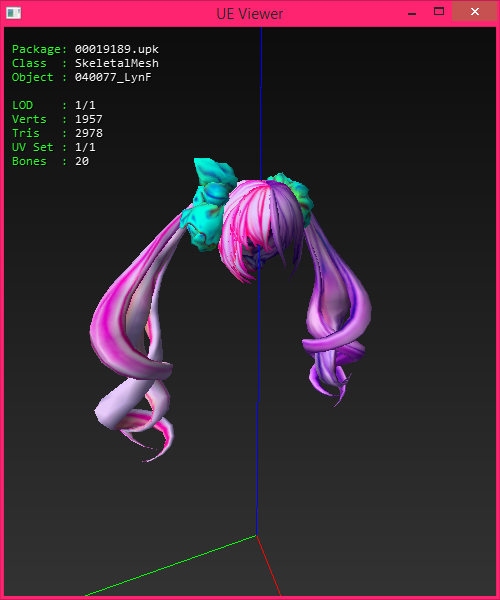 UE Viewer
Package: 00019189.upk
Class  : SkeletalMesh
Object : 040077_LynF
LOD    : 1/1
Verts  : 1957
Tris   : 2978
UV Set : 1/1
Bones  : 20